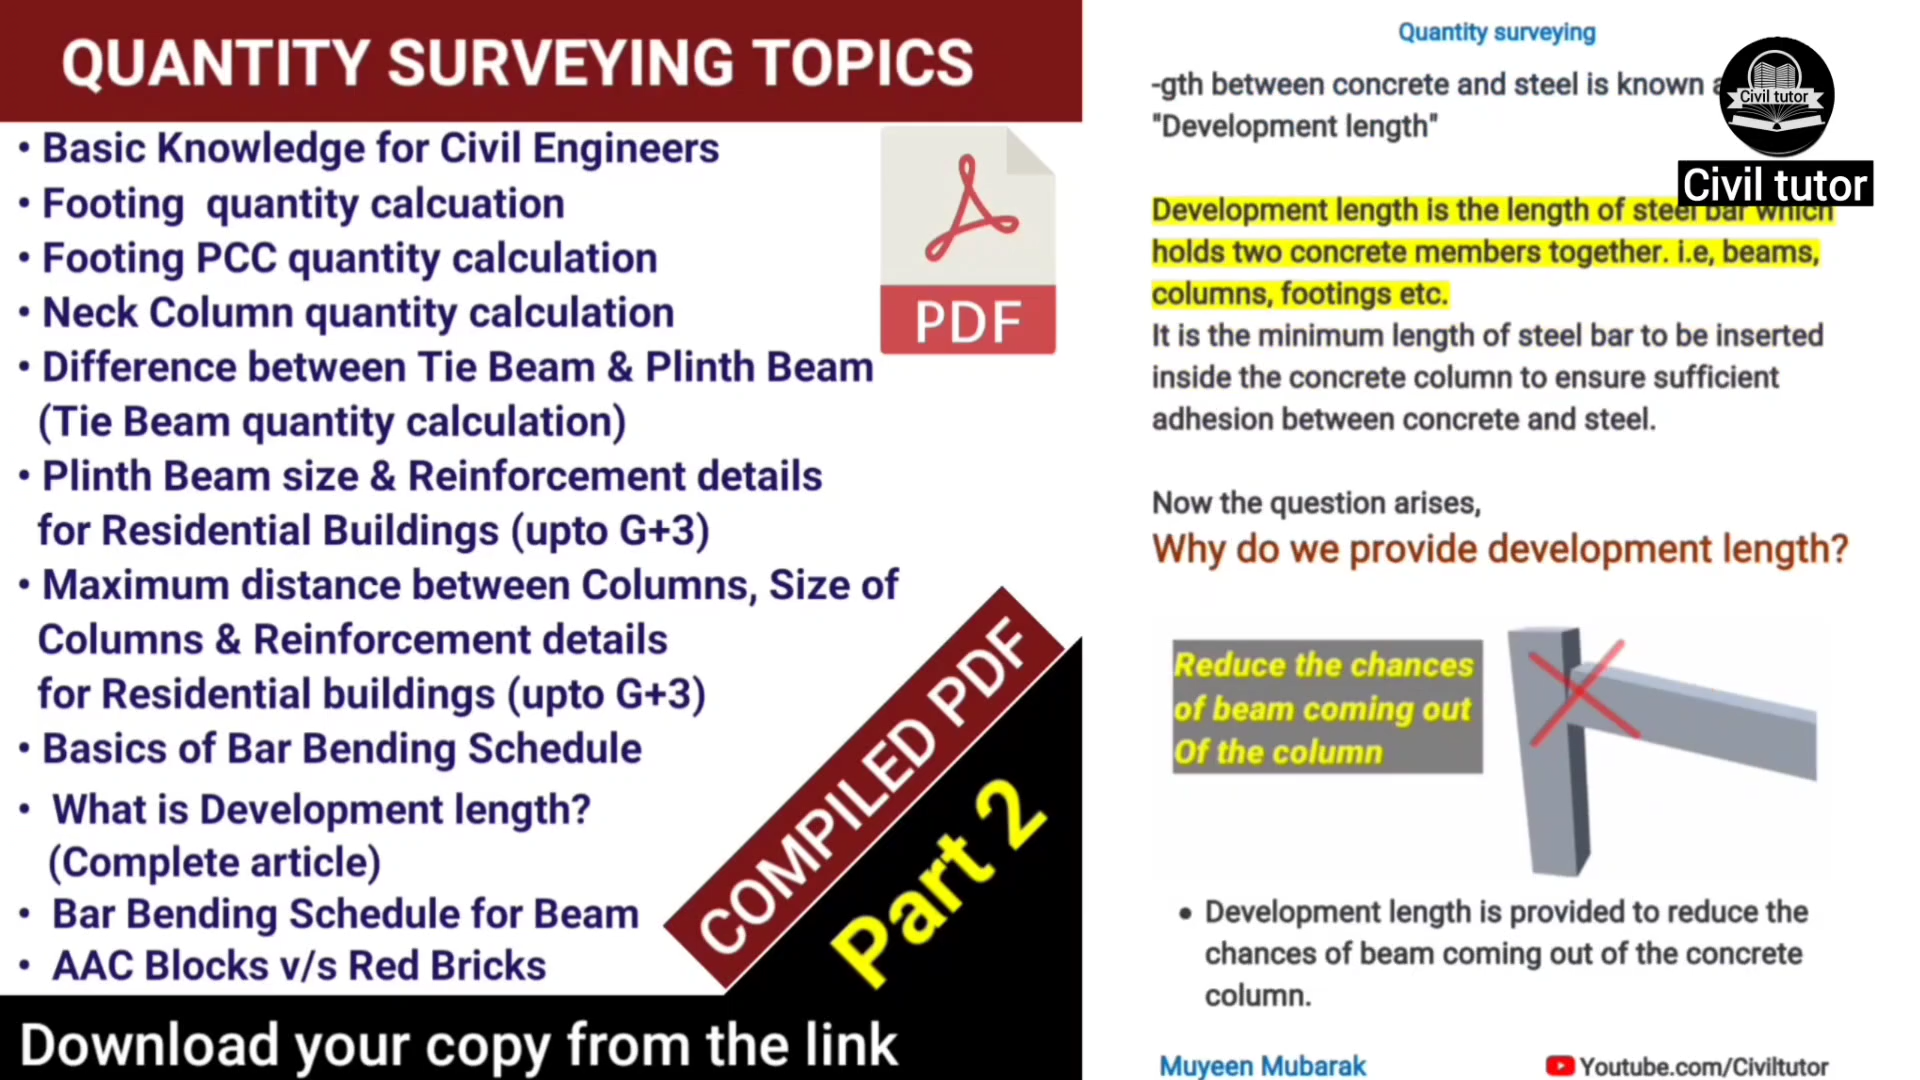 QUANTITY SURVEYING TOPICS
• Basic Knowledge for Civil Engineers
• Footing quantity calcuation
• Footing PCC quantity calculation
• Neck Column quantity calculation
• Difference between Tie Beam & Plinth Beam
(Tie Beam quantity calculation)
• Plinth Beam size & Reinforcement details
for Residential Buildings (upto G+3)
• Maximum distance between Columns, Size of
Columns & Reinforcement details
for Residential buildings (upto G+3)
• Basics of Bar Bending Schedule
• What is Development length?
(Complete article)
• Bar Bending Schedule for Beam
• AAC Blocks v/s Red Bricks
PDF
COMPILED PDF
Part 2
Download your copy from the link
Quantity surveying
-gth between concrete and steel is known
"Development length"
Civil tutor
Civil tutor
Development length is the length of steel bar which
holds two concrete members together. i.e, beams,
columns, footings etc.
It is the minimum length of steel bar to be inserted
inside the concrete column to ensure sufficient
adhesion between concrete and steel.
Now the question arises,
Why do we provide development length?
Reduce the chances
of beam coming out
Of the column
• Development length is provided to reduce the
chances of beam coming out of the concrete
column.
Muyeen Mubarak
Youtube.com/Civiltutor